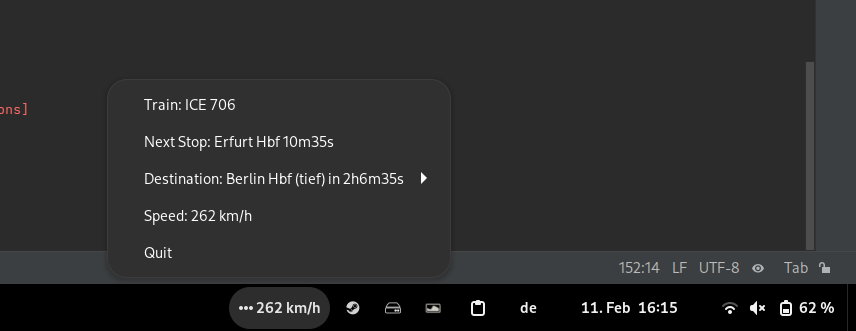 ons]
Train: ICE 706
Next Stop: Erfurt Hbf 10m35s
Destination: Berlin Hbf (tief) in 2h6m35s
Speed: 262 km/h
Quit
152:14 LF UTF-8 Tab
262 km/h de 11. Feb 16:15 62 %